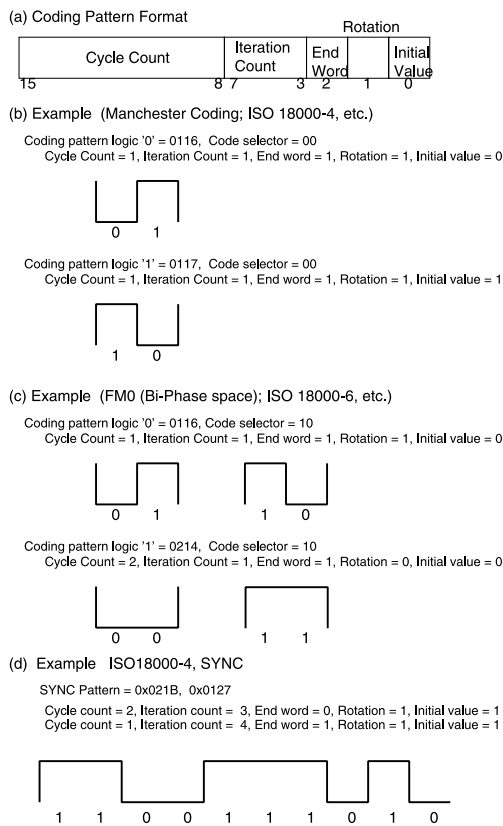 (a) Coding Pattern Format
Rotation
Cycle Count
Iteration Count
End Word
Initial Value
15 8 7 3 2 1 0
(b) Example (Manchester Coding; ISO 18000-4, etc.)
Coding pattern logic '0' = 0116, Code selector = 00
Cycle Count = 1, Iteration Count = 1, End word = 1, Rotation = 1, Initial value = 0
0 1
Coding pattern logic '1' = 0117, Code selector = 00
Cycle Count = 1, Iteration Count = 1, End word = 1, Rotation = 1, Initial value = 1
1 0
(c) Example (FM0 (Bi-Phase space); ISO 18000-6, etc.)
Coding pattern logic '0' = 0116, Code selector = 10
Cycle Count = 1, Iteration Count = 1, End word = 1, Rotation = 1, Initial value = 0
0 1 1 0
Coding pattern logic '1' = 0214, Code selector = 10
Cycle Count = 2, Iteration Count = 1, End word = 1, Rotation = 0, Initial value = 0
0 0 1 1
(d) Example ISO18000-4, SYNC
SYNC Pattern = 0x021B, 0x0127
Cycle count = 2, Iteration count = 3, End word = 0, Rotation = 1, Initial value = 1
Cycle count = 1, Iteration count = 4, End word = 1, Rotation = 1, Initial value = 1
1 1 0 0 1 1 1 0 1 0